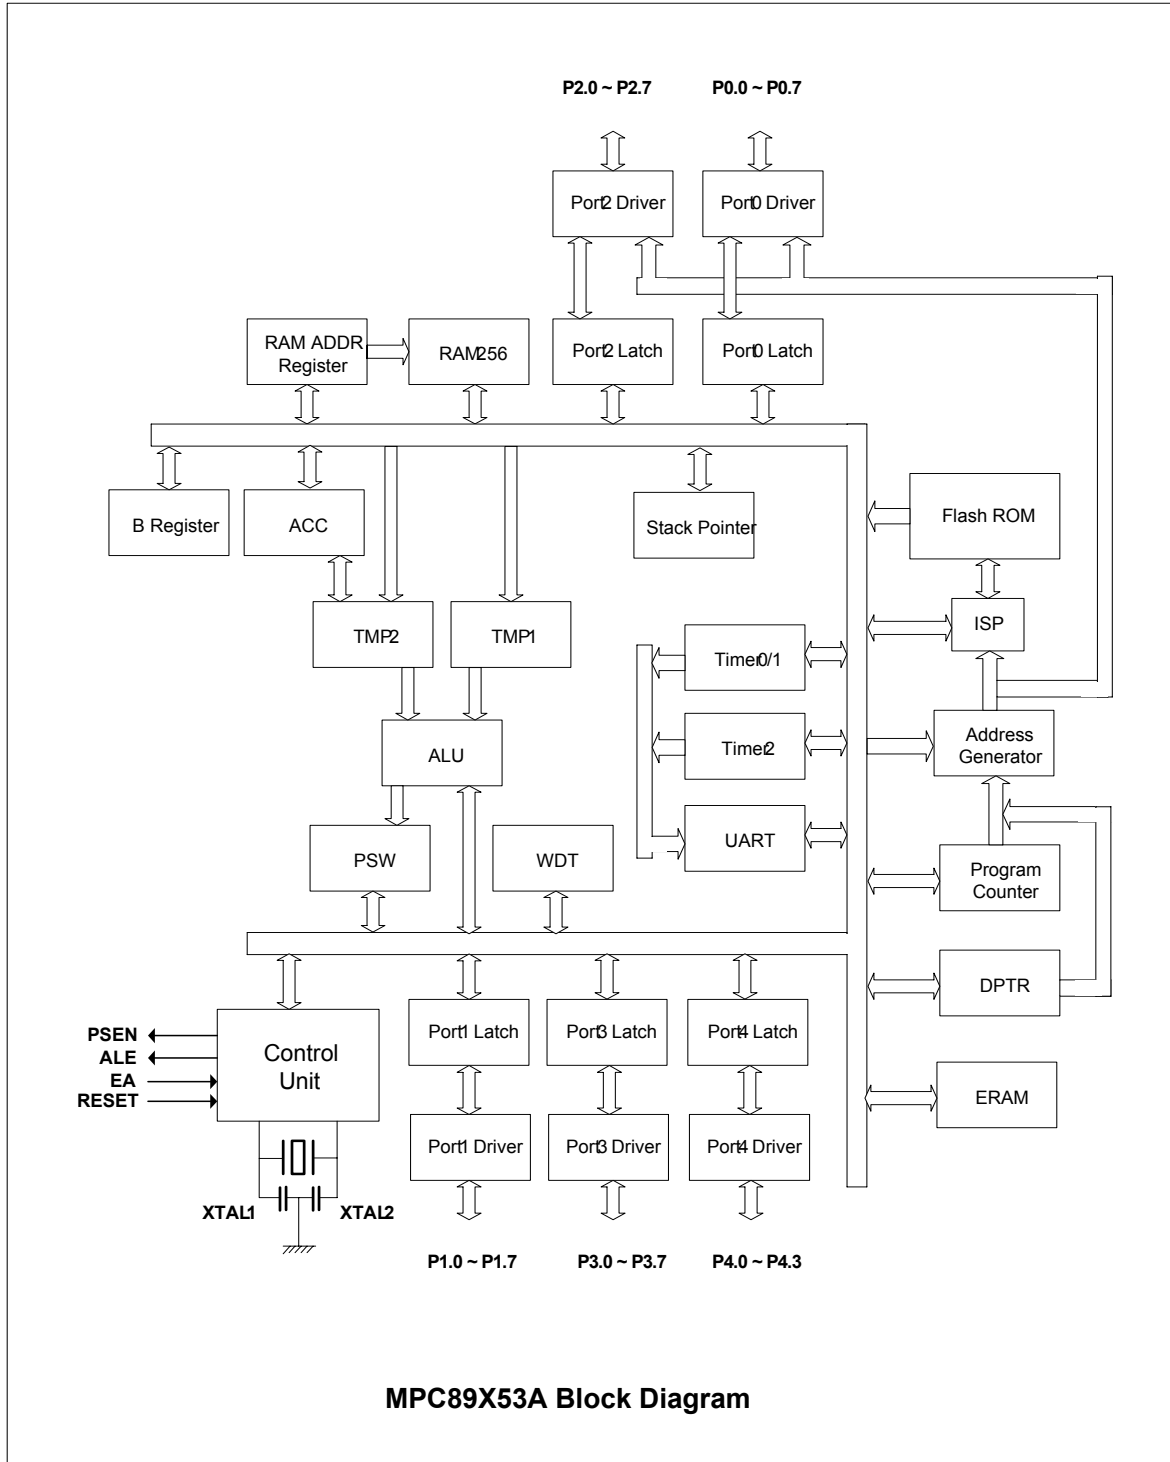 P2.0 ~ P2.7
P0.0 ~ P0.7
Port2 Driver
Port0 Driver
RAM ADDR
Register
RAM256
Port2 Latch
Port0 Latch
B Register
ACC
Stack Pointer
Flash ROM
TMP2
TMP1
ISP
Timer0/1
ALU
Timer2
Address
Generator
PSW
WDT
UART
Program
Counter
DPTR
PSEN
ALE
EA
RESET
Control
Unit
Port1 Latch
Port3 Latch
Port4 Latch
ERAM
Port1 Driver
Port3 Driver
Port4 Driver
XTAL1
XTAL2
P1.0 ~ P1.7
P3.0 ~ P3.7
P4.0 ~ P4.3
MPC89X53A Block Diagram